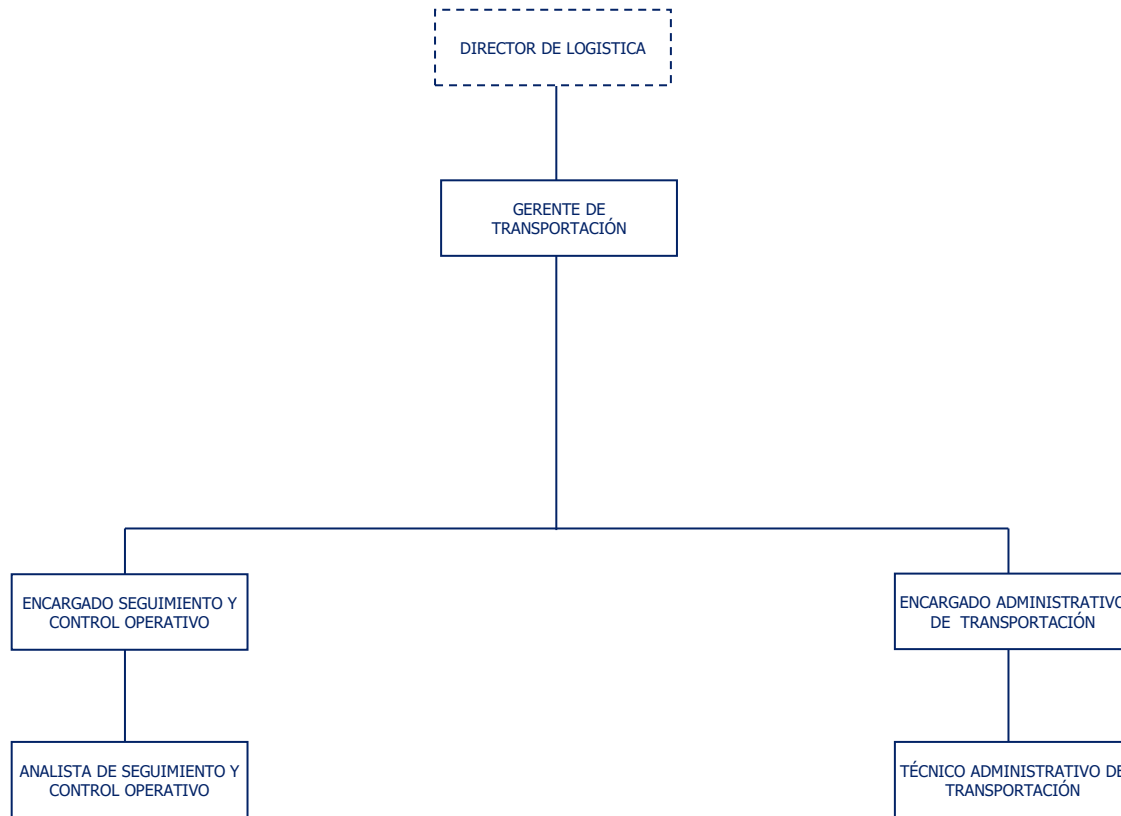 DIRECTOR DE LOGISTICA
GERENTE DE
TRANSPORTACIÓN
ENCARGADO SEGUIMIENTO Y
CONTROL OPERATIVO
ENCARGADO ADMINISTRATIVO
DE TRANSPORTACIÓN
ANALISTA DE SEGUIMIENTO Y
CONTROL OPERATIVO
TÉCNICO ADMINISTRATIVO DE
TRANSPORTACIÓN